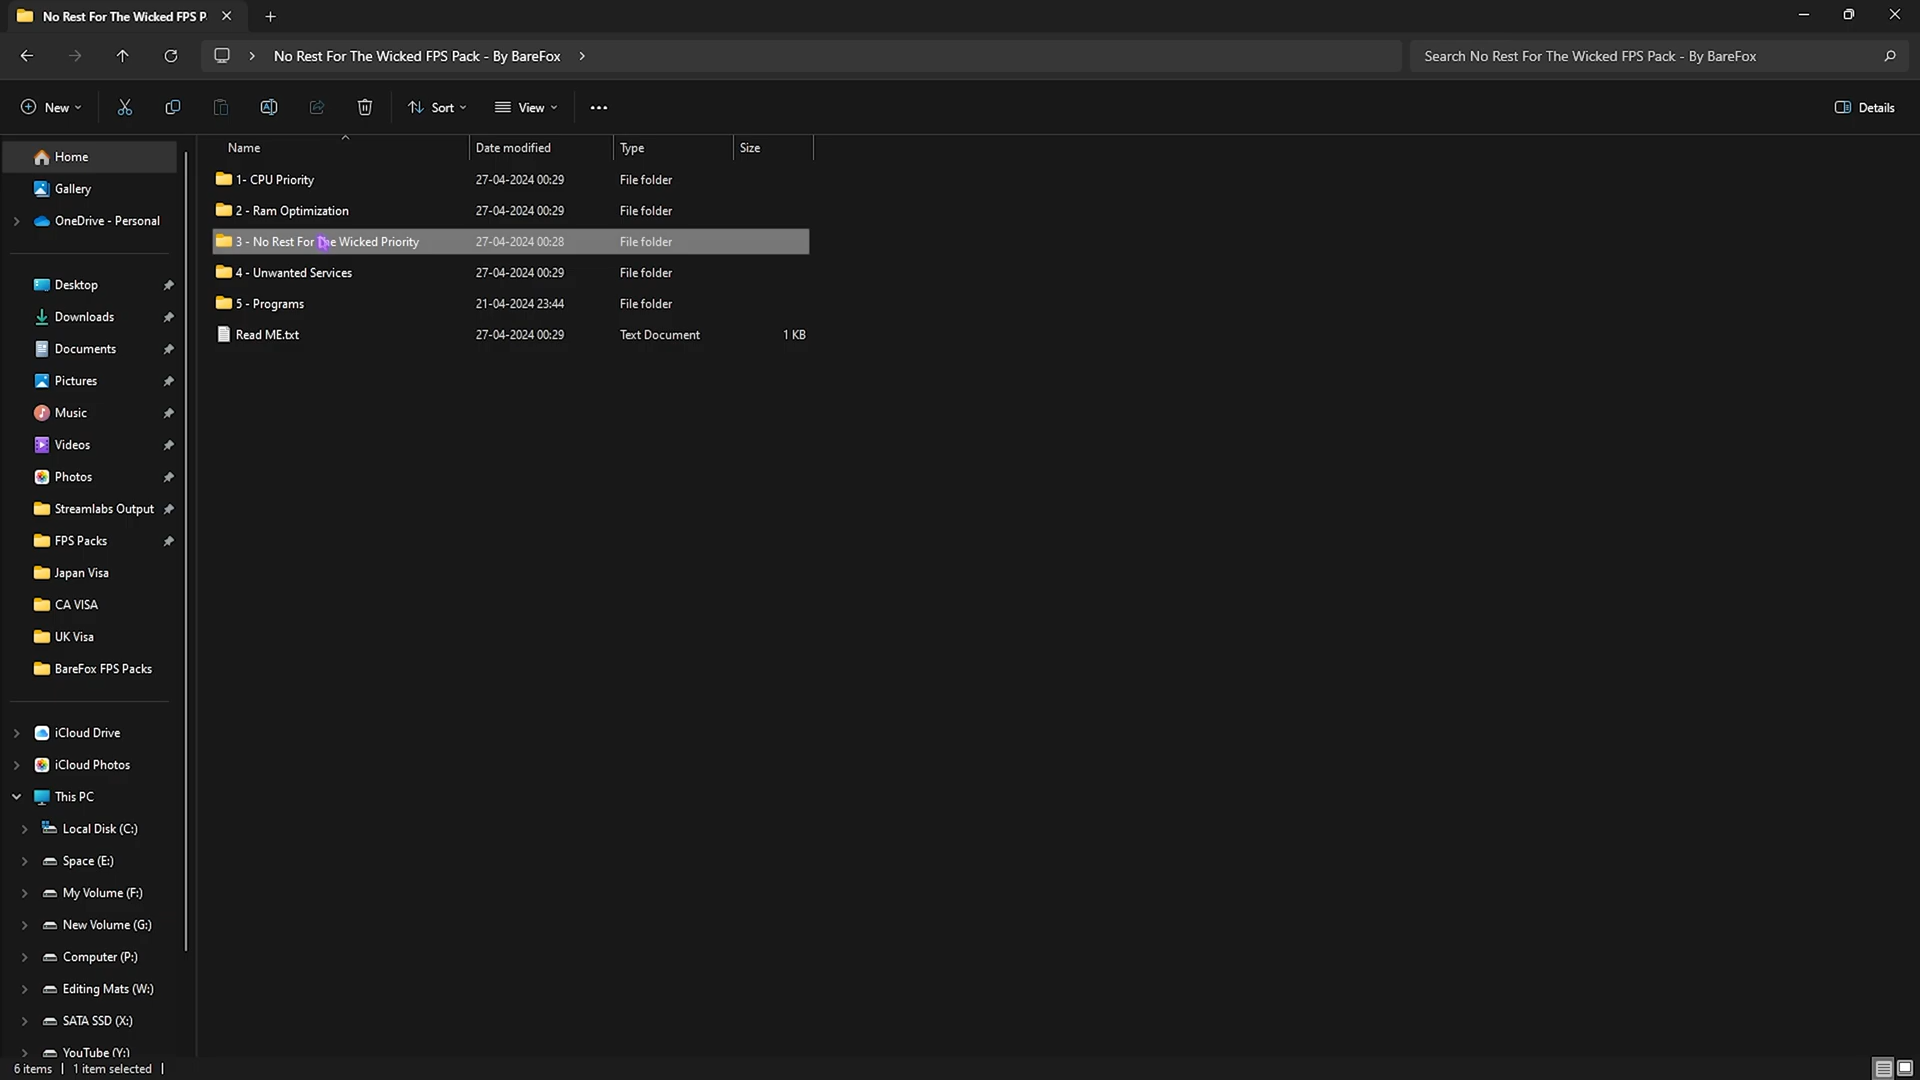 No Rest For The Wicked FPS P
No Rest For The Wicked FPS Pack - By BareFox
Search No Rest For The Wicked FPS Pack - By BareFox
New
Sort
View
Details
Name Date modified Type Size
1- CPU Priority 27-04-2024 00:29 File folder
2 - Ram Optimization 27-04-2024 00:29 File folder
3 - No Rest For The Wicked Priority 27-04-2024 00:28 File folder
4 - Unwanted Services 27-04-2024 00:29 File folder
5 - Programs 21-04-2024 23:44 File folder
Read ME.txt 27-04-2024 00:29 Text Document 1 KB
Home
Gallery
OneDrive - Personal
Desktop
Downloads
Documents
Pictures
Music
Videos
Photos
Streamlabs Output
FPS Packs
Japan Visa
CA VISA
UK Visa
BareFox FPS Packs
iCloud Drive
iCloud Photos
This PC
Local Disk (C:)
Space (E:)
My Volume (F:)
New Volume (G:)
Computer (P:)
Editing Mats (W:)
SATA SSD (X:)
YouTube (Y:)
6 items 1 item selected